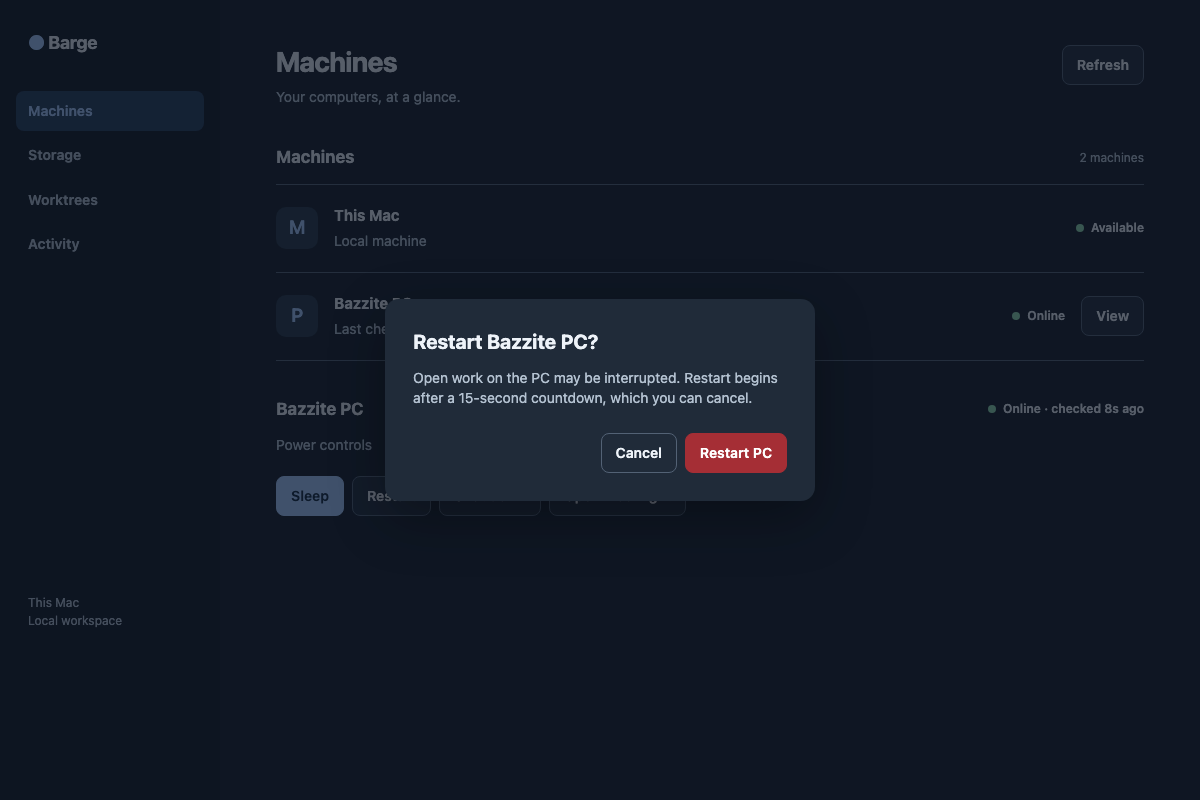 Barge
Machines
Storage
Worktrees
Activity
This Mac
Local workspace
Machines
Your computers, at a glance.
Refresh
Machines
2 machines
M
This Mac
Local machine
Available
P
Bazzite
Last
Online
View
Bazzite PC
Online · checked 8s ago
Power controls
Sleep
Restart Bazzite PC?
Open work on the PC may be interrupted. Restart begins
after a 15-second countdown, which you can cancel.
Cancel
Restart PC